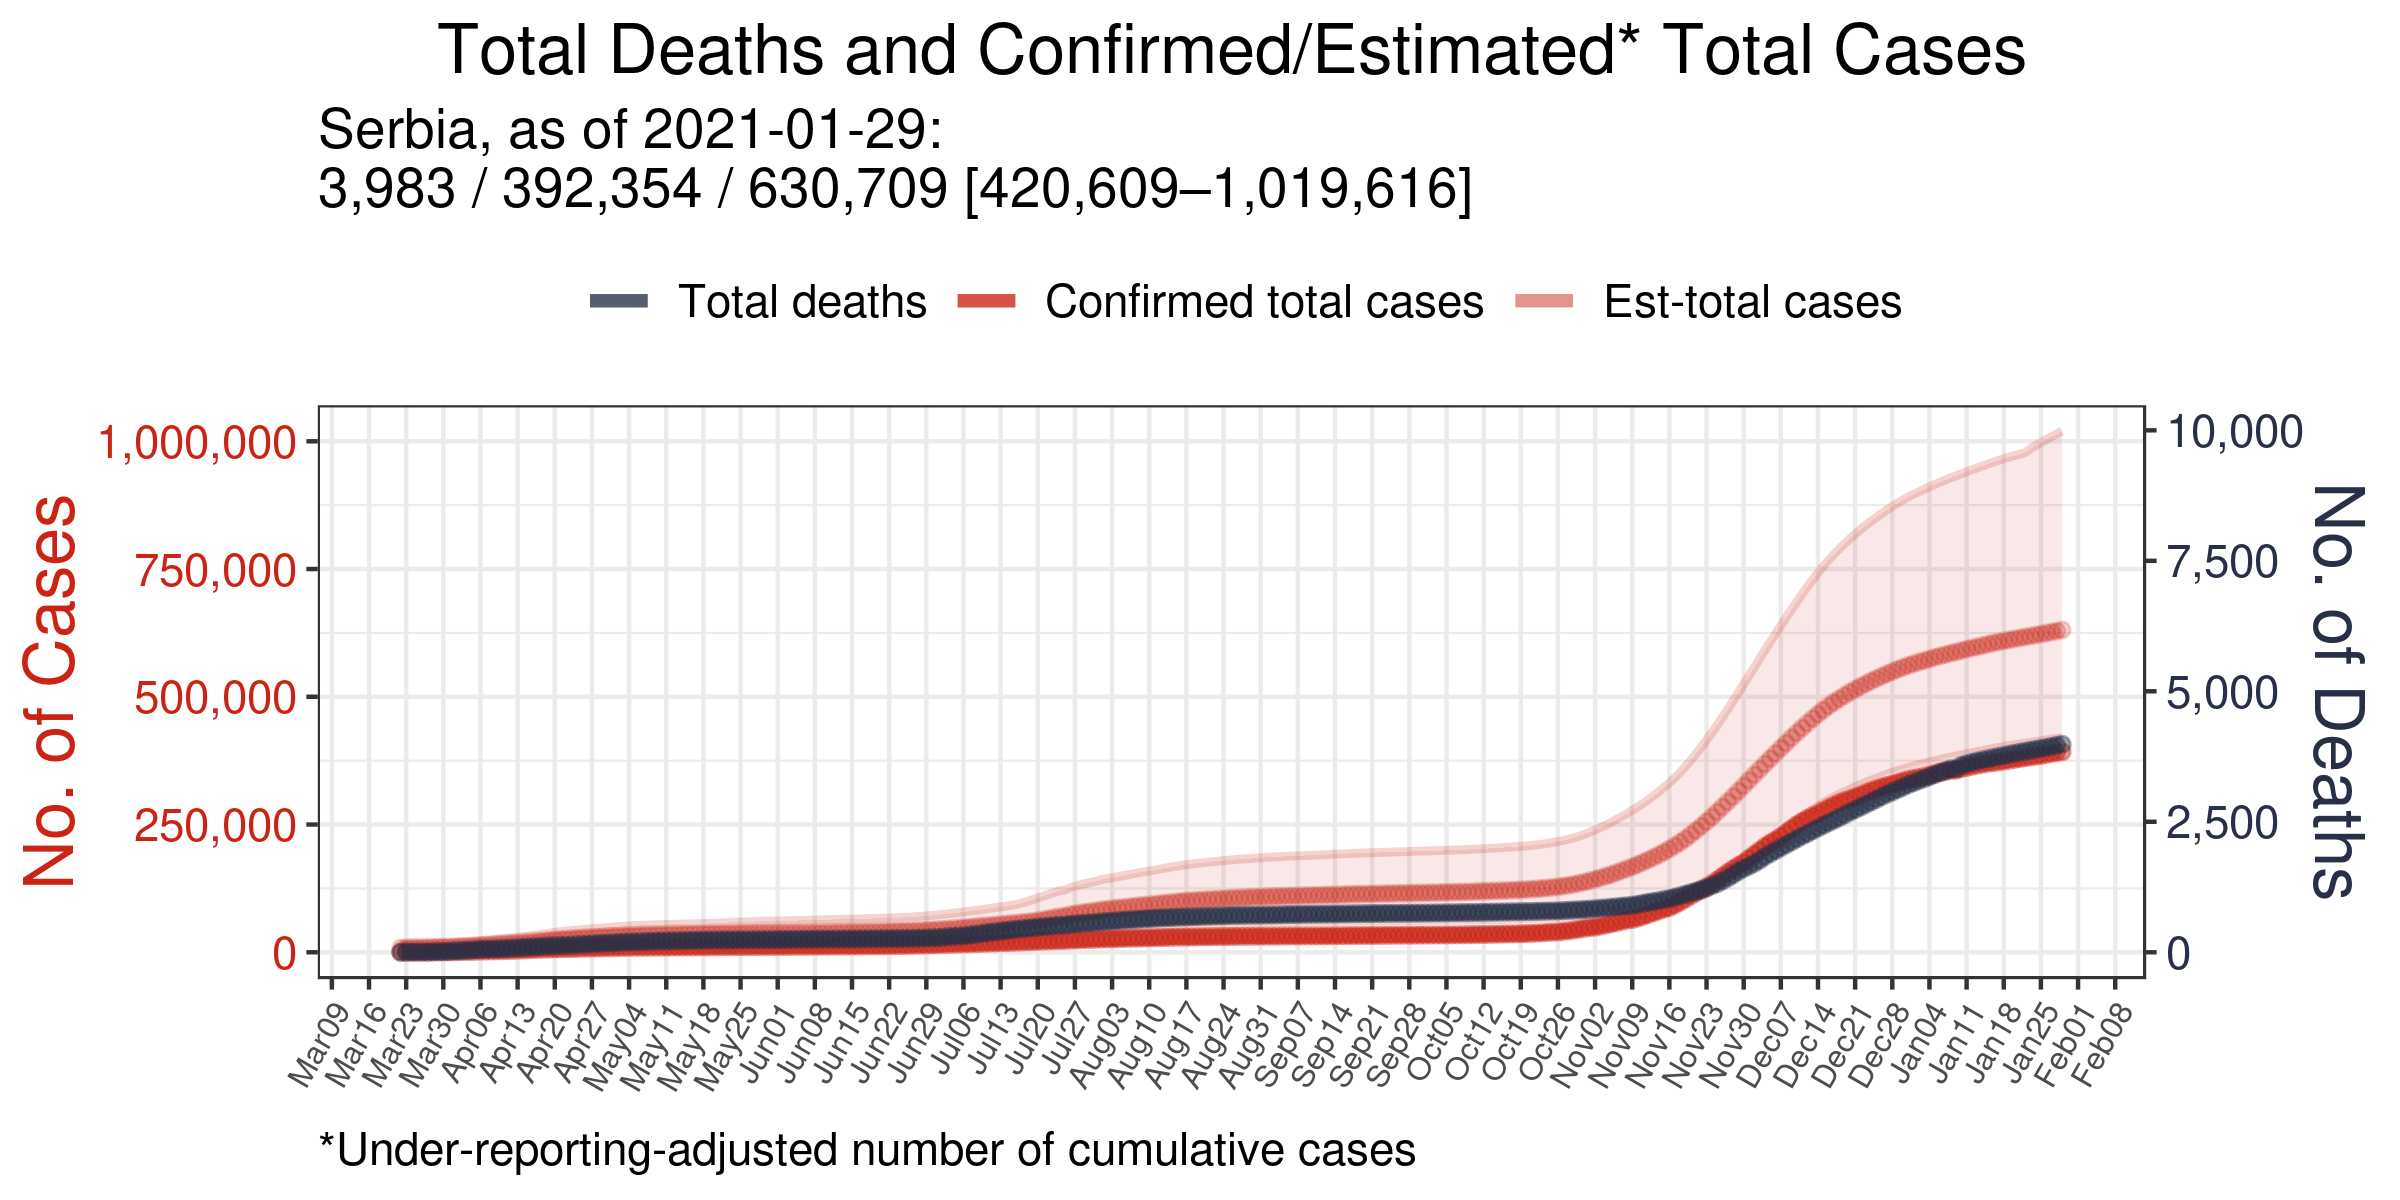 Total Deaths and Confirmed/Estimated* Total Cases
Serbia, as of 2021-01-29:
3,983 / 392,354 / 630,709 [420,609–1,019,616]
Total deaths
Confirmed total cases
Est-total cases
No. of Cases
1,000,000
750,000
500,000
250,000
0
10,000
7,500
5,000
2,500
0
No. of Deaths
Mar09
Mar16
Mar23
Mar30
Apr06
Apr13
Apr20
Apr27
May04
May11
May18
May25
Jun01
Jun08
Jun15
Jun22
Jun29
Jul06
Jul13
Jul20
Jul27
Aug03
Aug10
Aug17
Aug24
Aug31
Sep07
Sep14
Sep21
Sep28
Oct05
Oct12
Oct19
Oct26
Nov02
Nov09
Nov16
Nov23
Nov30
Dec07
Dec14
Dec21
Dec28
Jan04
Jan11
Jan18
Jan25
Feb01
Feb08
*Under-reporting-adjusted number of cumulative cases